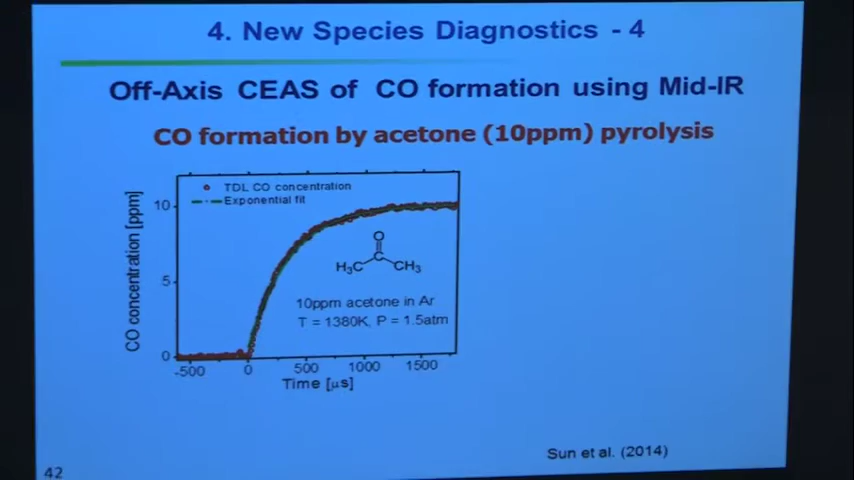 4. New Species Diagnostics - 4
Off-Axis CEAS of CO formation using Mid-IR
CO formation by acetone (10ppm) pyrolysis
TDL CO concentration
Exponential fit
CO concentration [ppm]
10
5
0
O
C
H₃C
CH₃
10ppm acetone in Ar
T = 1380K, P = 1.5atm
-500
0
500
1000
1500
Time [μs]
Sun et al. (2014)
42